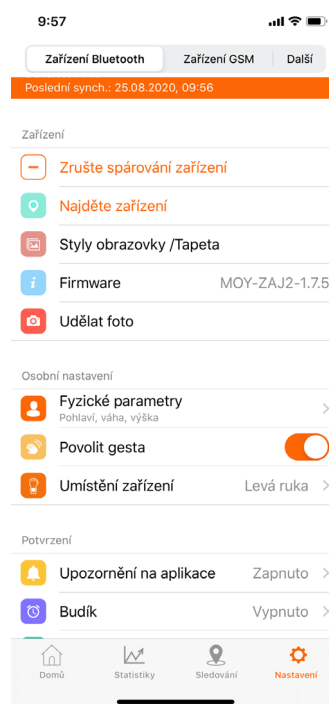 9:57
Zařízení Bluetooth Zařízení GSM Další
Poslední synch.: 25.08.2020, 09:56
Zařízení
Zrušte spárování zařízení
Najděte zařízení
Styly obrazovky /Tapeta
Firmware MOY-ZAJ2-1.7.5
Udělat foto
Osobní nastavení
Fyzické parametry
Pohlaví, váha, výška
Povolit gesta
Umístění zařízení Levá ruka
Potvrzení
Upozornění na aplikace Zapnuto
Budík Vypnuto
Domů Statistiky Sledování Nastavení